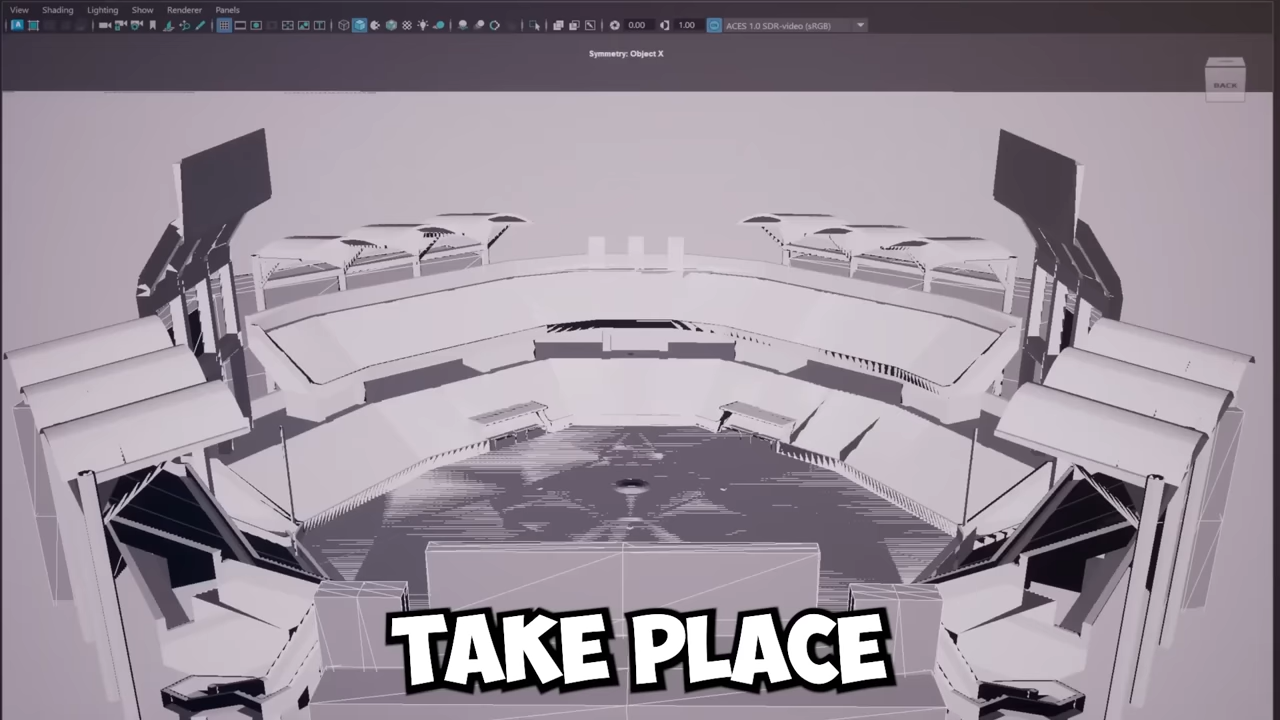 View Shading Lighting Show Renderer Panels
0.00 1.00 ACES 1.0 SDR-video (sRGB)
Symmetry: Object X
BACK
TAKE PLACE